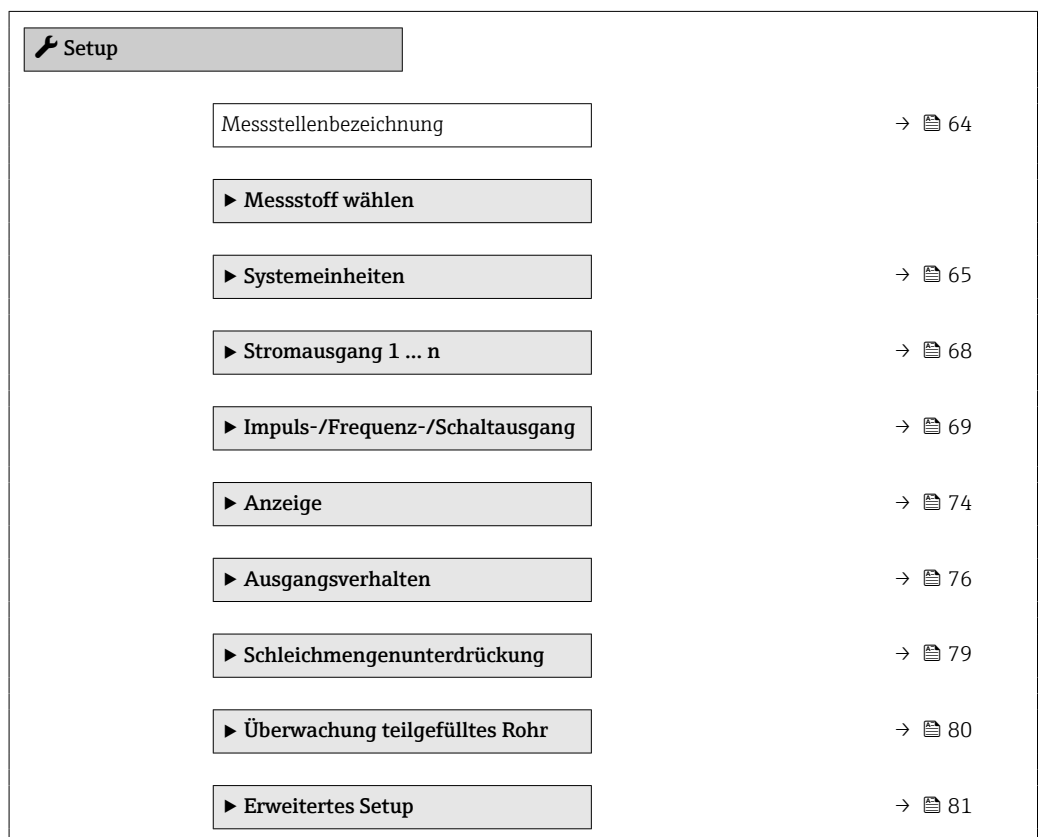 Setup
Messstellenbezeichnung → 64
▶ Messstoff wählen
▶ Systemeinheiten → 65
▶ Stromausgang 1 ... n → 68
▶ Impuls-/Frequenz-/Schaltausgang → 69
▶ Anzeige → 74
▶ Ausgangsverhalten → 76
▶ Schleichmengenunterdrückung → 79
▶ Überwachung teilgefülltes Rohr → 80
▶ Erweitertes Setup → 81